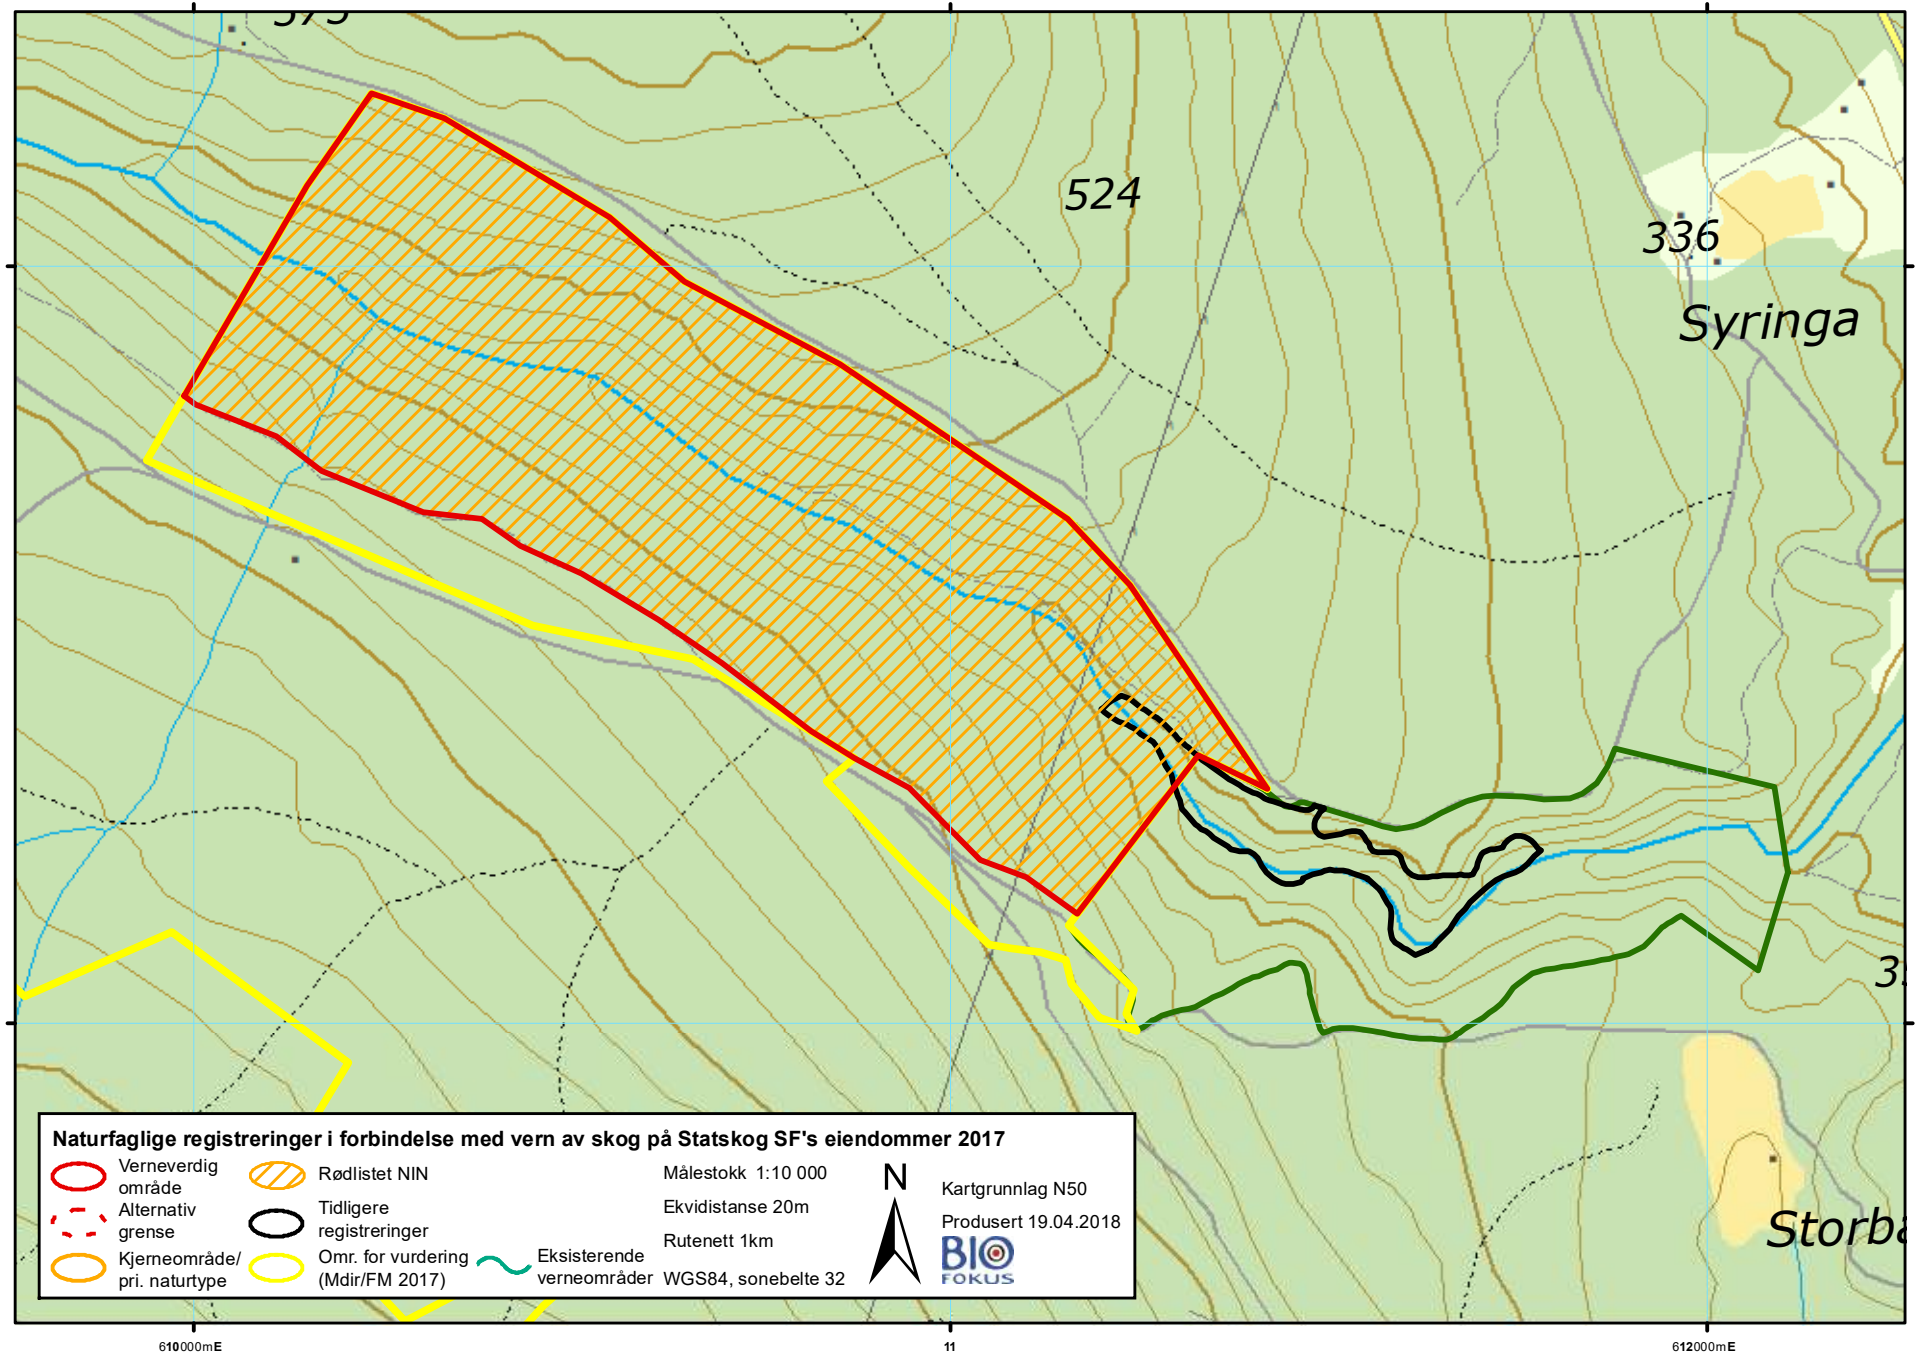 524
336
Syringa
Naturfaglige registreringer i forbindelse med vern av skog på Statskog SF's eiendommer 2017
Verneverdig
område
Alternativ
grense
Kjerneområde/
pri. naturtype
Rødlistet NIN
Tidligere
registreringer
Omr. for vurdering
(Mdir/FM 2017)
Eksisterende
verneområder
Målestokk 1:10 000
Ekvidistanse 20m
Rutenett 1km
WGS84, sonebelte 32
N
Kartgrunnlag N50
Produsert 19.04.2018
BIO
FOKUS
Storba
610000mE
11
612000mE